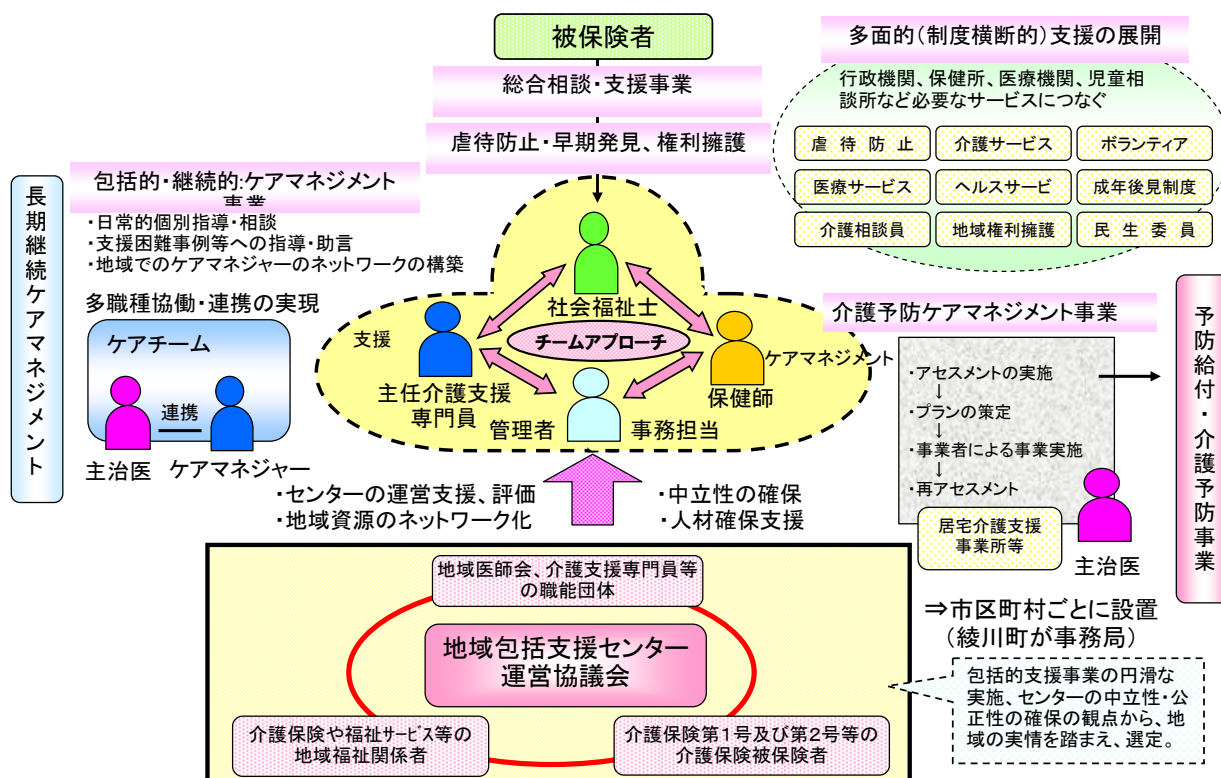 被保険者
総合相談・支援事業
虐待防止・早期発見、権利擁護
多面的(制度横断的)支援の展開
行政機関、保健所、医療機関、児童相
談所など必要なサービスにつなぐ
虐待防止
介護サービス
ボランティア
医療サービス
ヘルスサービ
成年後見制度
介護相談員
地域権利擁護
民生委員
長期継続ケアマネジメント
包括的・継続的:ケアマネジメント
事業
・日常的個別指導・相談
・支援困難事例等への指導・助言
・地域でのケアマネジャーのネットワークの構築
多職種協働・連携の実現
ケアチーム
連携
主治医
ケアマネジャー
社会福祉士
支援
チームアプローチ
ケアマネジメント
主任介護支援
専門員
保健師
管理者
事務担当
介護予防ケアマネジメント事業
・アセスメントの実施
↓
・プランの策定
↓
・事業者による事業実施
↓
・再アセスメント
居宅介護支援
事業所等
主治医
予防給付・介護予防事業
・センターの運営支援、評価
・地域資源のネットワーク化
・中立性の確保
・人材確保支援
地域医師会、介護支援専門員等
の職能団体
地域包括支援センター
運営協議会
介護保険や福祉サービス等の
地域福祉関係者
介護保険第1号及び第2号等の
介護保険被保険者
⇒市区町村ごとに設置
(綾川町が事務局)
包括的支援事業の円滑な
実施、センターの中立性・公
正性の確保の観点から、地
域の実情を踏まえ、選定。